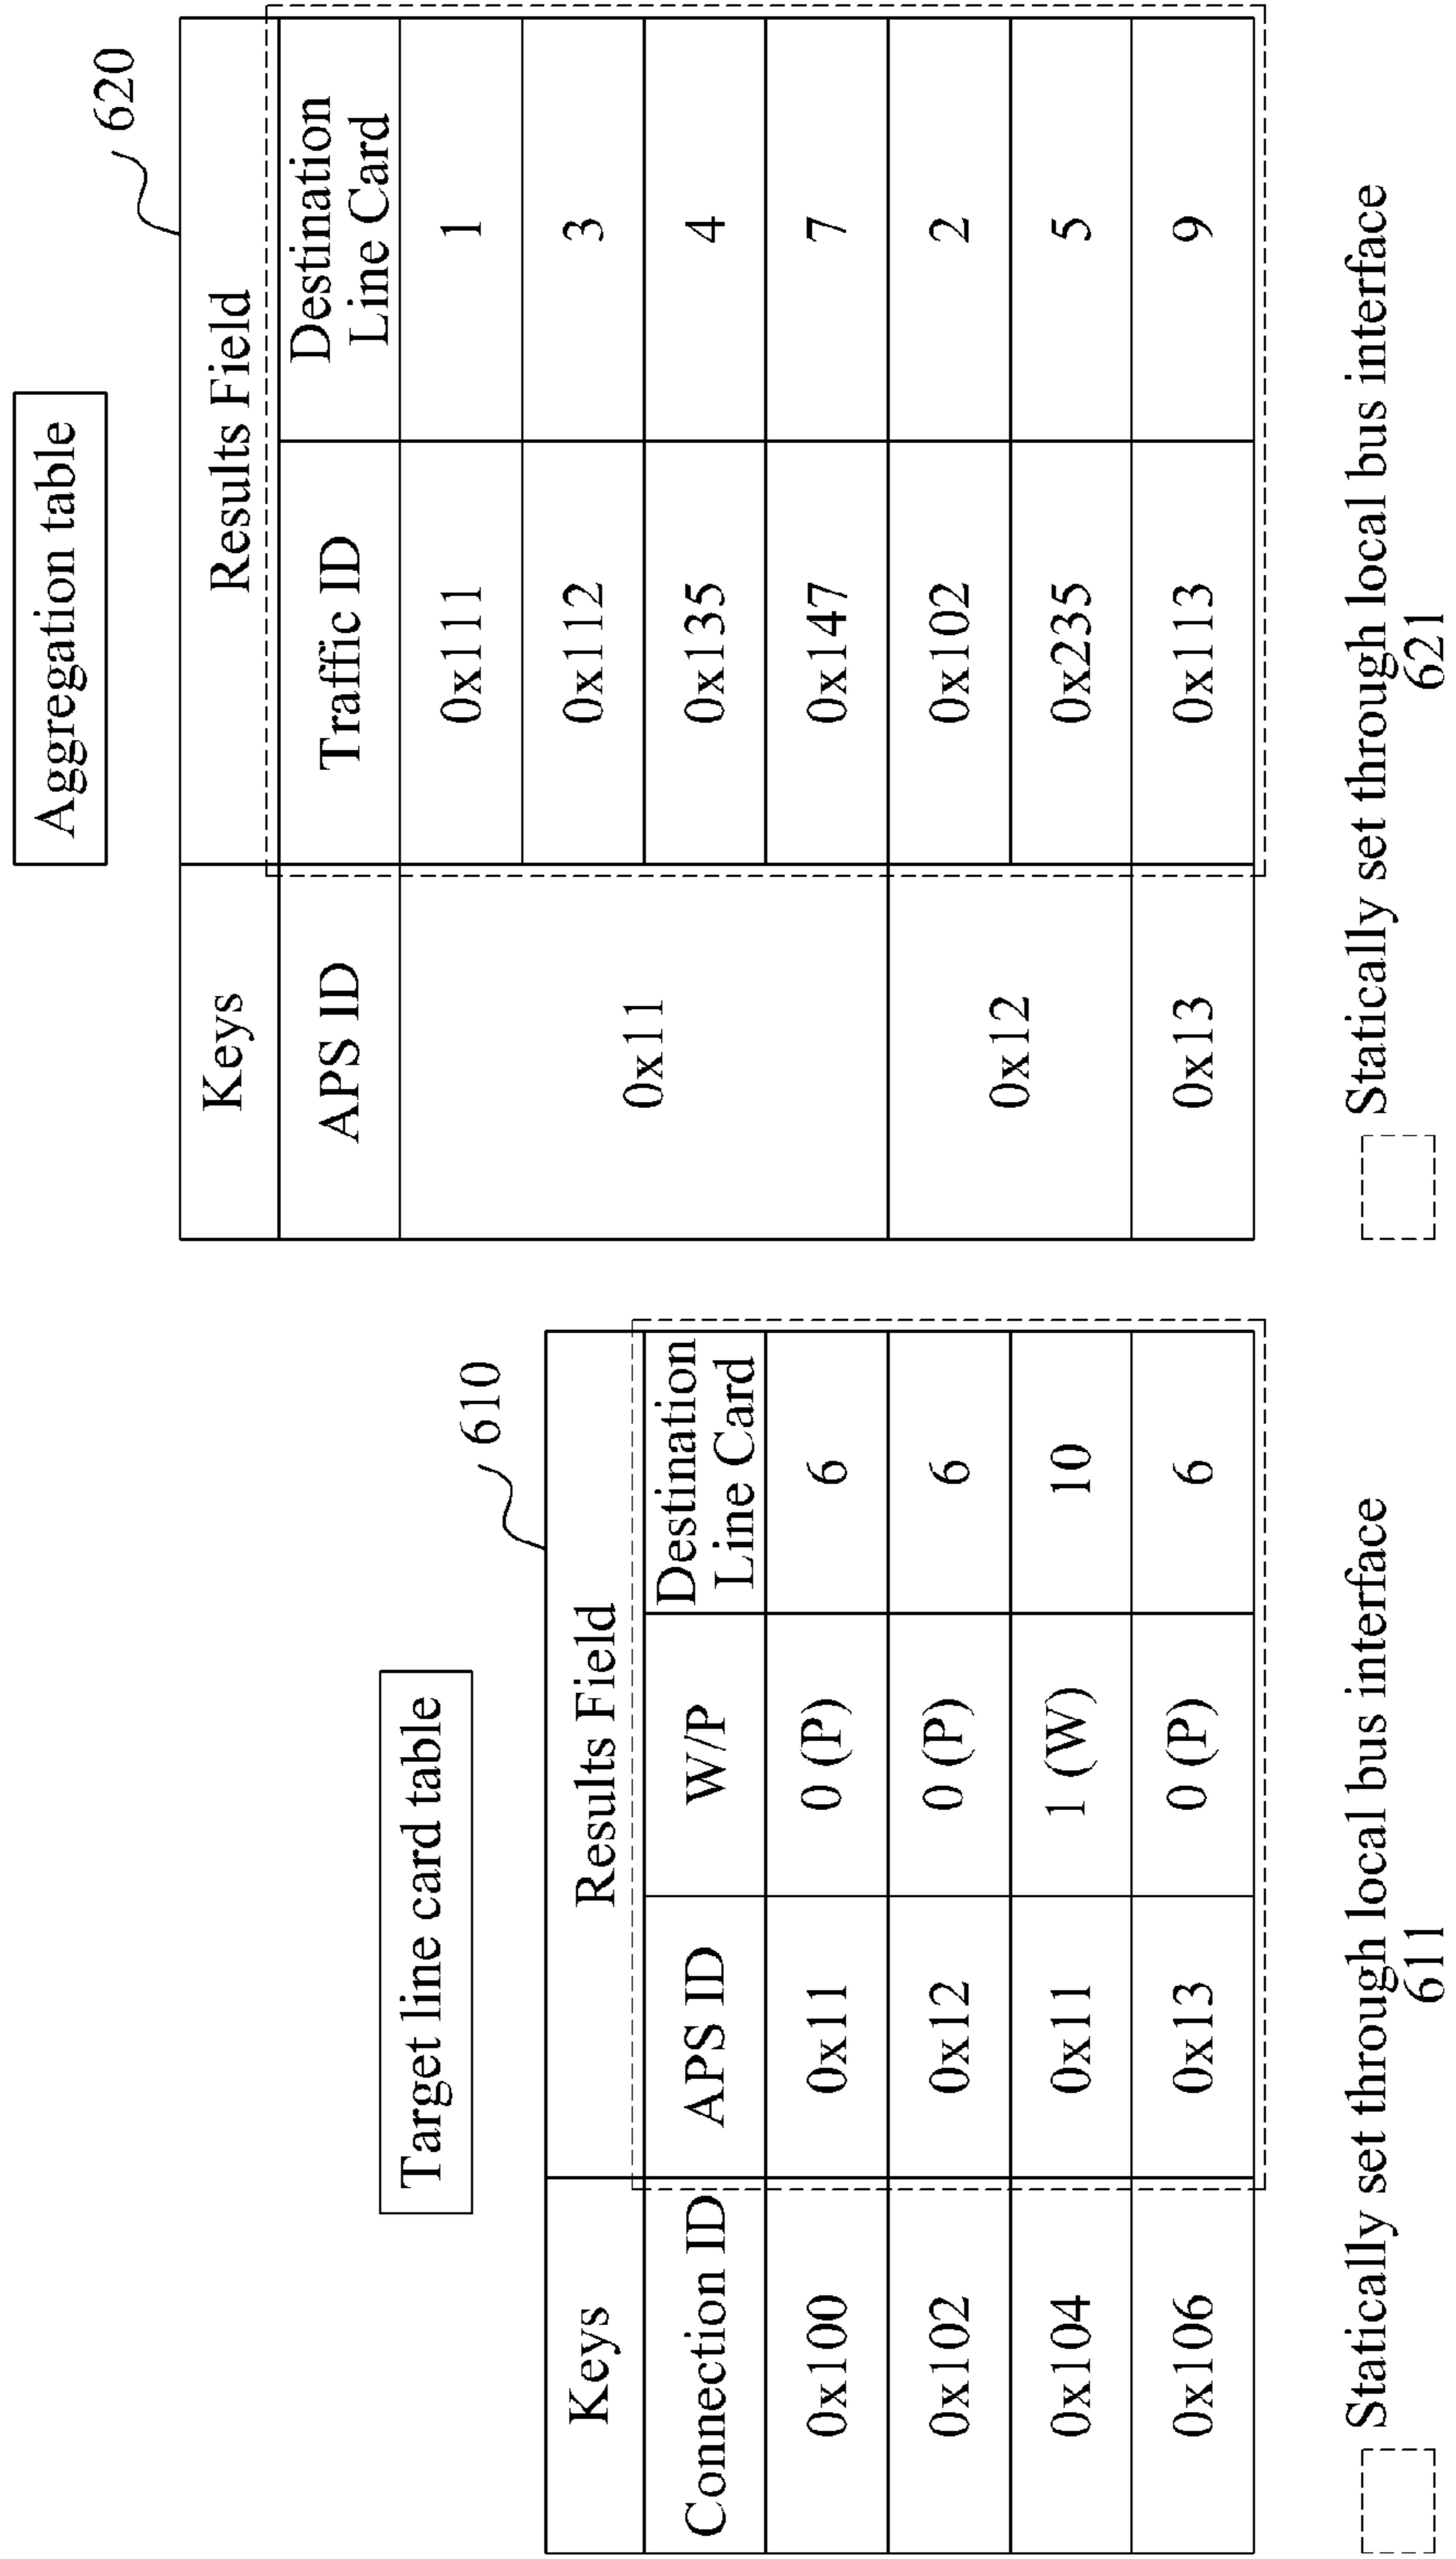 Target line card table
610
Keys Results Field
Connection ID APS ID W/P Destination Line Card
0x100 0x11 0 (P) 6
0x102 0x12 0 (P) 6
0x104 0x11 1 (W) 10
0x106 0x13 0 (P) 6
Statically set through local bus interface
611
Aggregation table
620
Keys Results Field
APS ID Traffic ID Destination Line Card
0x11 0x111 1
0x112 3
0x135 4
0x147 7
0x12 0x102 2
0x235 5
0x13 0x113 9
Statically set through local bus interface
621